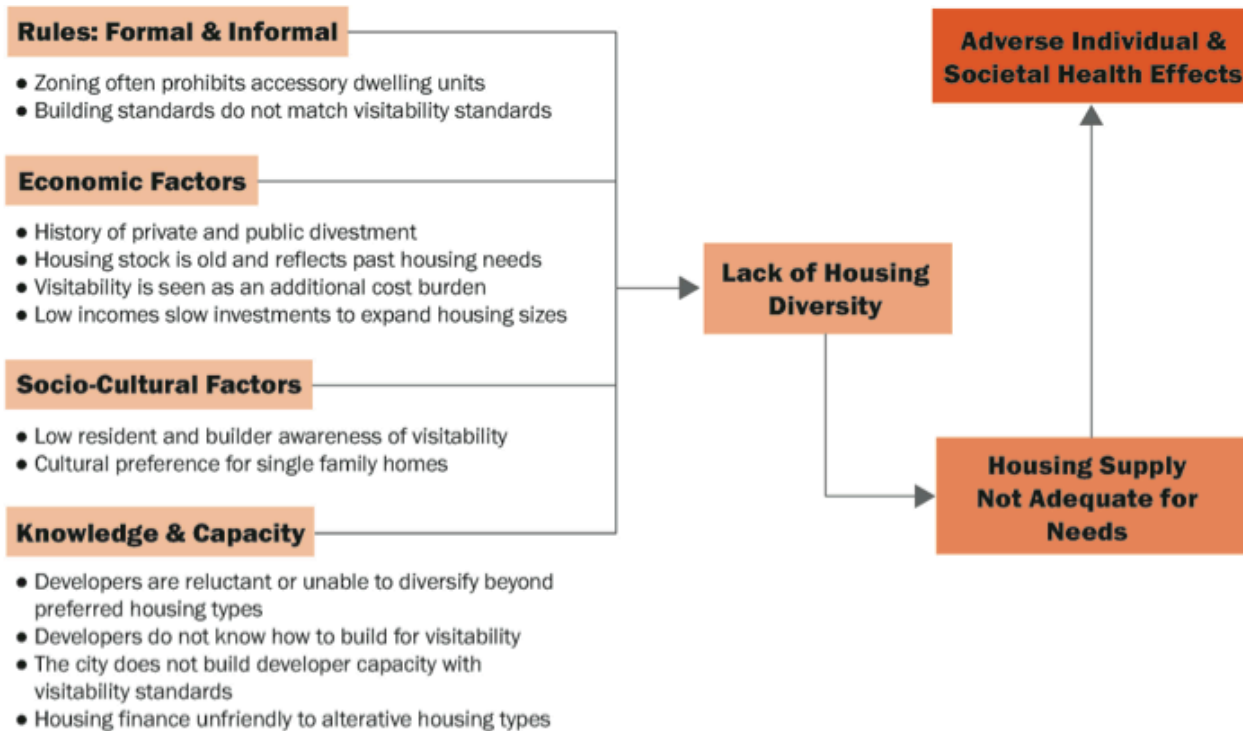 Rules: Formal & Informal
● Zoning often prohibits accessory dwelling units
● Building standards do not match visitability standards
Economic Factors
● History of private and public divestment
● Housing stock is old and reflects past housing needs
● Visitability is seen as an additional cost burden
● Low incomes slow investments to expand housing sizes
Socio-Cultural Factors
● Low resident and builder awareness of visitability
● Cultural preference for single family homes
Knowledge & Capacity
● Developers are reluctant or unable to diversify beyond
preferred housing types
● Developers do not know how to build for visitability
● The city does not build developer capacity with
visitability standards
● Housing finance unfriendly to alterative housing types
Lack of Housing
Diversity
Housing Supply
Not Adequate for
Needs
Adverse Individual &
Societal Health Effects